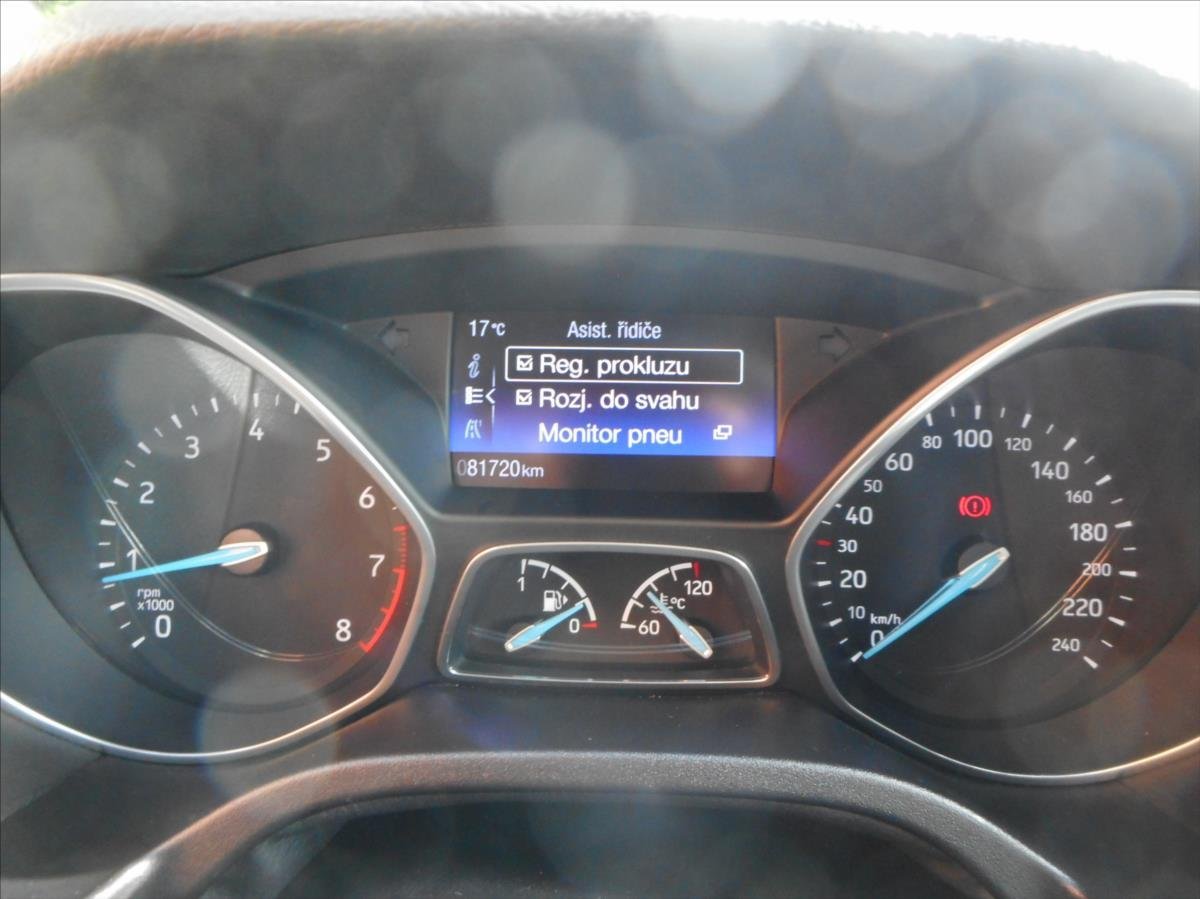 17°C Asist. řidiče
Reg. prokluzu
Rozj. do svahu
Monitor pneu
081720 km
0 1 2 3 4 5 6 7 8
rpm
x1000
1 0
60 120
°C
0 10 20 30 40 50 60 80 100 120 140 160 180 200 220 240
km/h